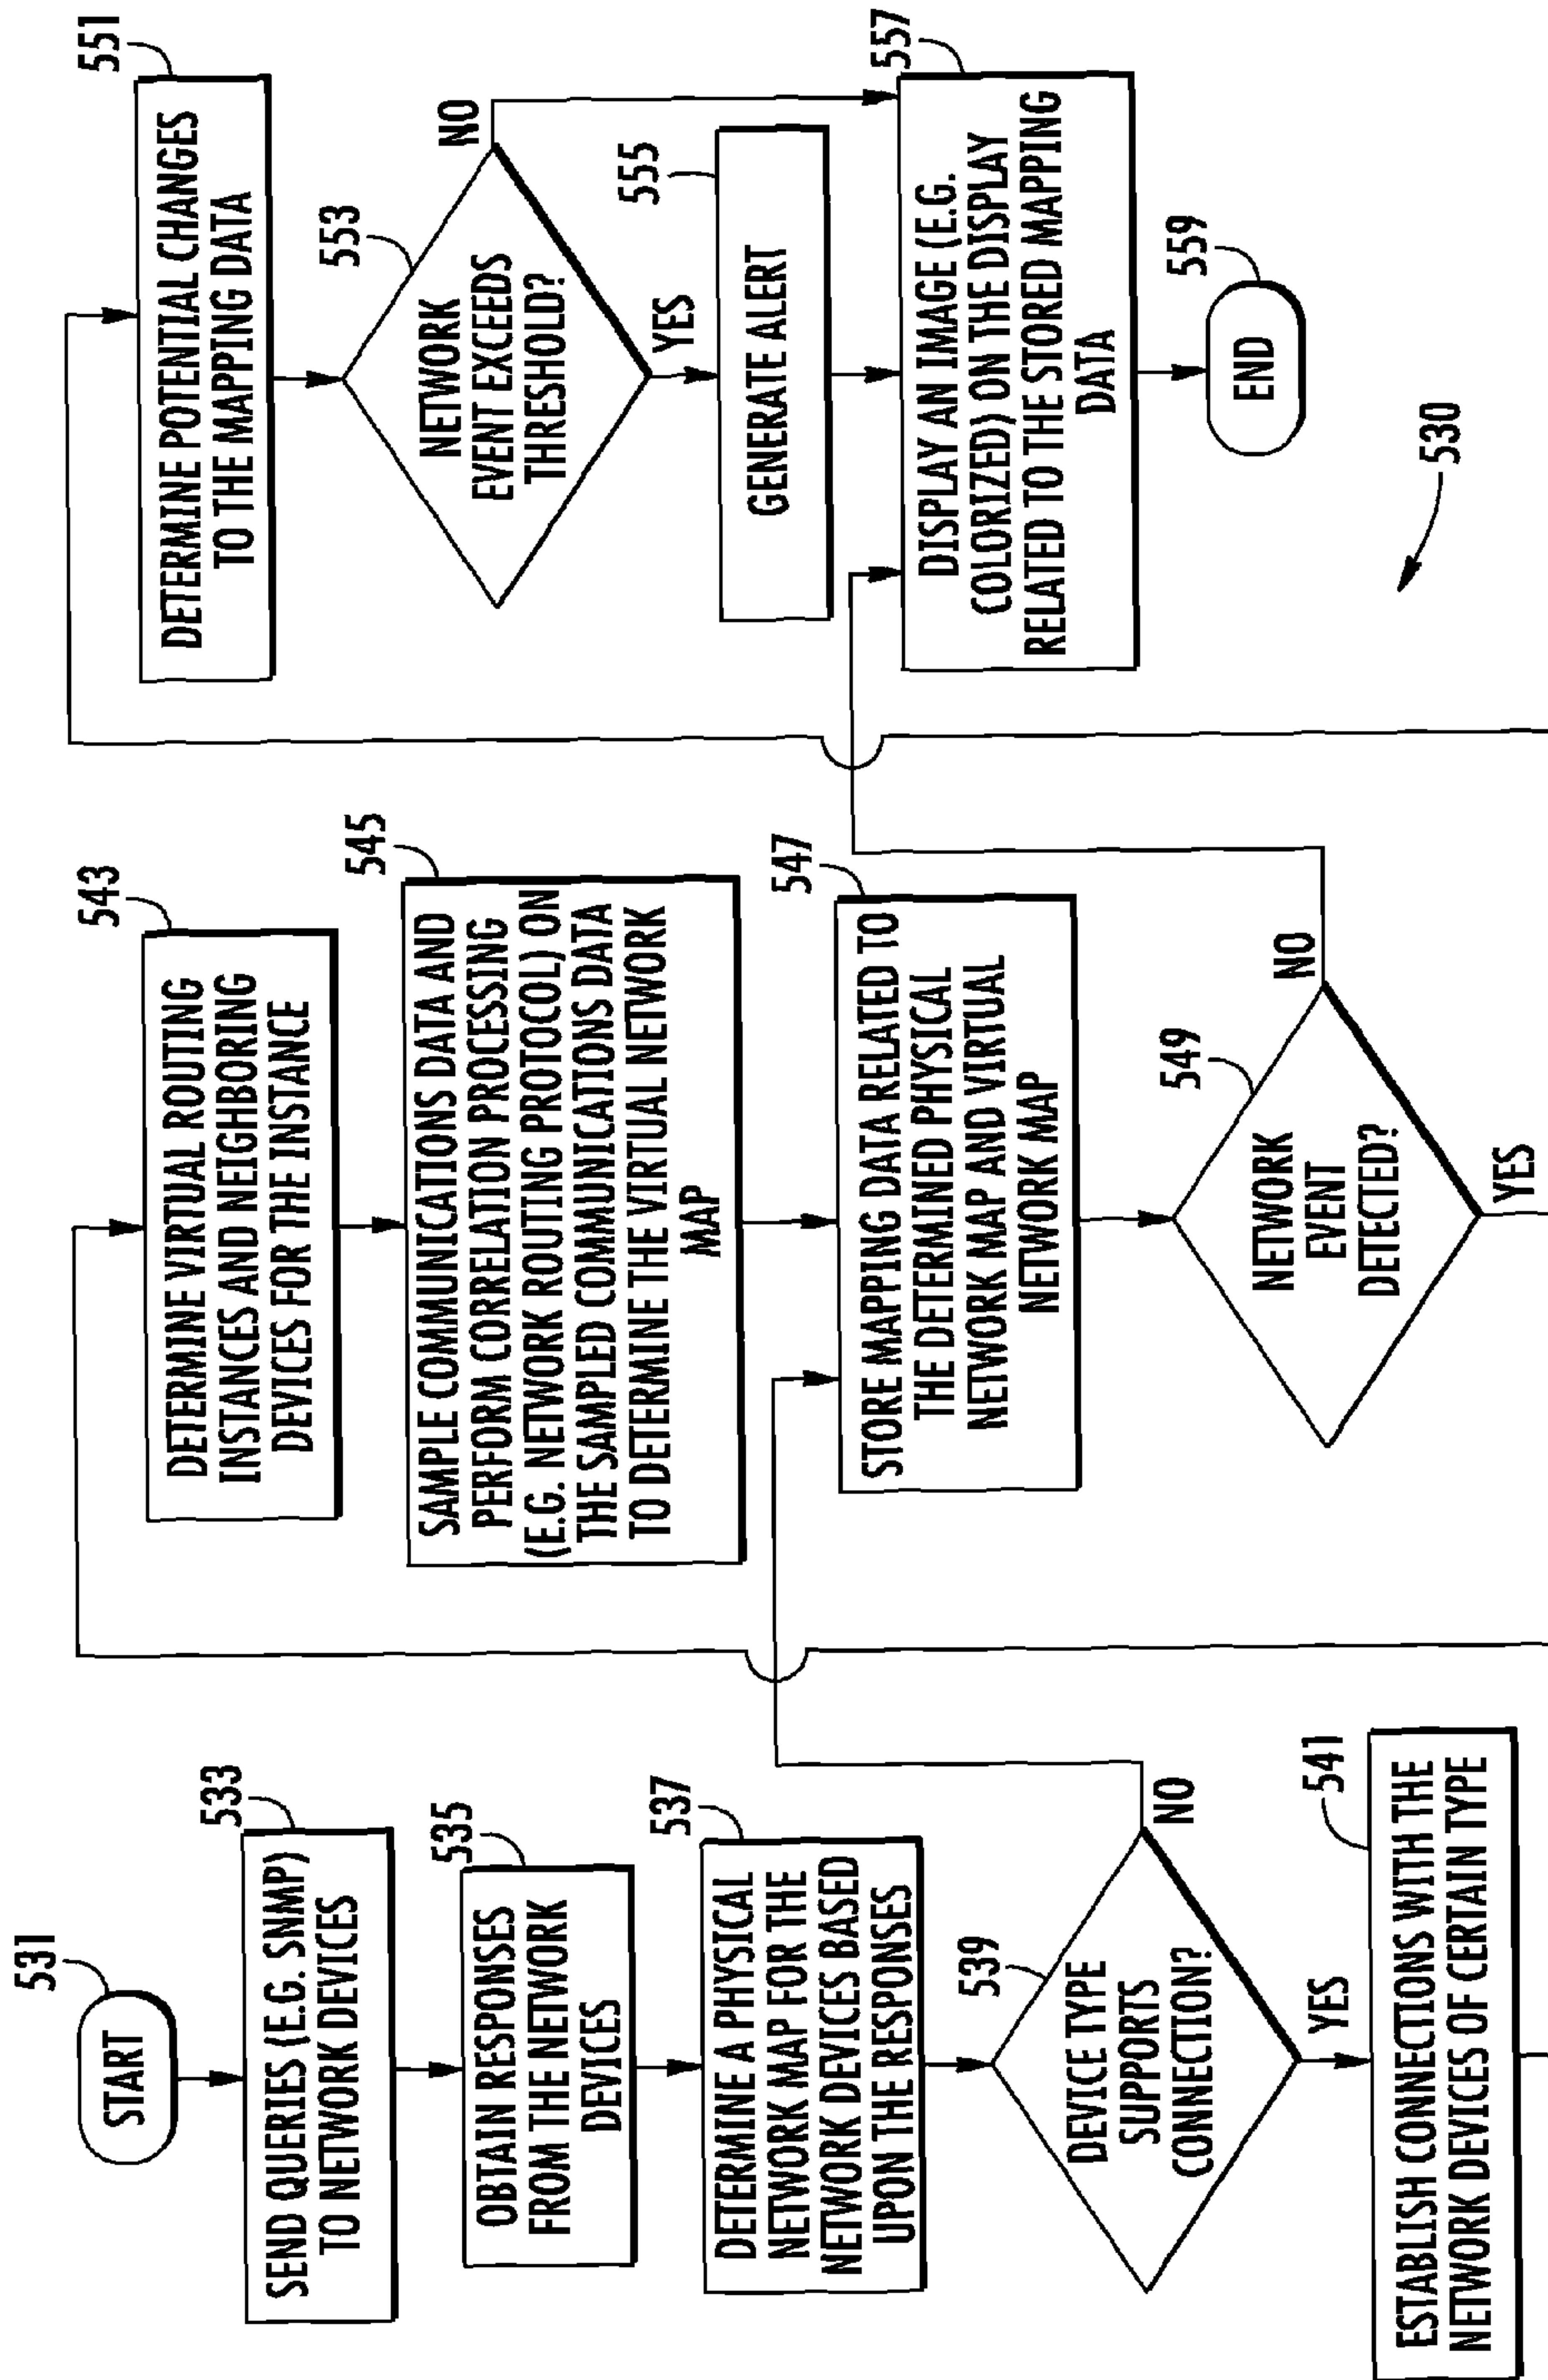 531
START
533
SEND QUERIES (E.G. SNMP)
TO NETWORK DEVICES
535
OBTAIN RESPONSES
FROM THE NETWORK
DEVICES
537
DETERMINE A PHYSICAL
NETWORK MAP FOR THE
NETWORK DEVICES BASED
UPON THE RESPONSES
539
DEVICE TYPE
SUPPORTS
CONNECTION?
NO
YES
541
ESTABLISH CONNECTIONS WITH THE
NETWORK DEVICES OF CERTAIN TYPE
543
DETERMINE VIRTUAL ROUTING
INSTANCES AND NEIGHBORING
DEVICES FOR THE INSTANCE
545
SAMPLE COMMUNICATIONS DATA AND
PERFORM CORRELATION PROCESSING
(E.G. NETWORK ROUTING PROTOCOL) ON
THE SAMPLED COMMUNICATIONS DATA
TO DETERMINE THE VIRTUAL NETWORK
MAP
547
STORE MAPPING DATA RELATED TO
THE DETERMINED PHYSICAL
NETWORK MAP AND VIRTUAL
NETWORK MAP
549
NETWORK
EVENT
DETECTED?
NO
YES
551
DETERMINE POTENTIAL CHANGES
TO THE MAPPING DATA
553
NETWORK
EVENT EXCEEDS
THRESHOLD?
NO
YES
555
GENERATE ALERT
557
DISPLAY AN IMAGE (E.G.
COLORIZED) ON THE DISPLAY
RELATED TO THE STORED MAPPING
DATA
559
END
530